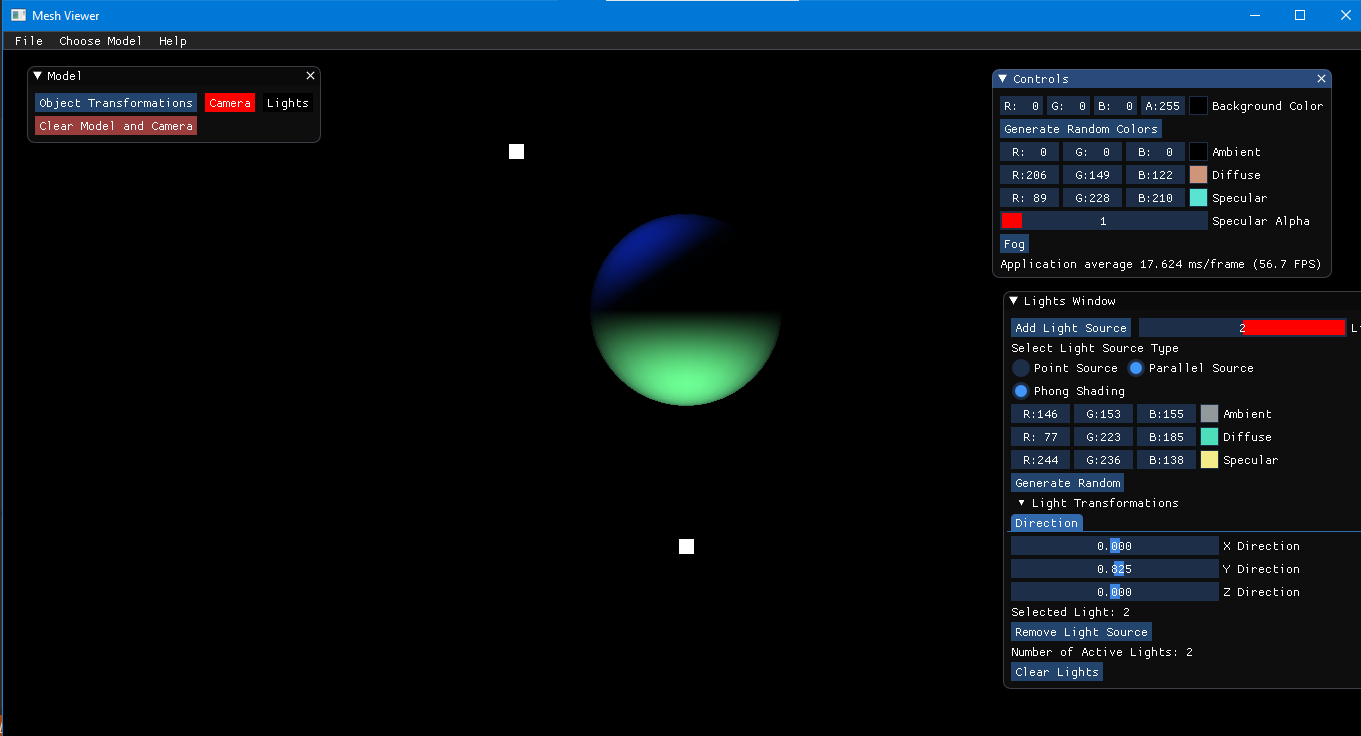 Mesh Viewer
File Choose Model Help
Model
Object Transformations Camera Lights
Clear Model and Camera
Controls
R: 0 G: 0 B: 0 A:255 Background Color
Generate Random Colors
R: 0 G: 0 B: 0 Ambient
R:206 G:149 B:122 Diffuse
R: 89 G:228 B:210 Specular
1 Specular Alpha
Fog
Application average 17.624 ms/frame (56.7 FPS)
Lights Window
Add Light Source 2
Select Light Source Type
Point Source Parallel Source
Phong Shading
R:146 G:153 B:155 Ambient
R: 77 G:223 B:185 Diffuse
R:244 G:236 B:138 Specular
Generate Random
Light Transformations
Direction
0.000 X Direction
0.825 Y Direction
0.000 Z Direction
Selected Light: 2
Remove Light Source
Number of Active Lights: 2
Clear Lights